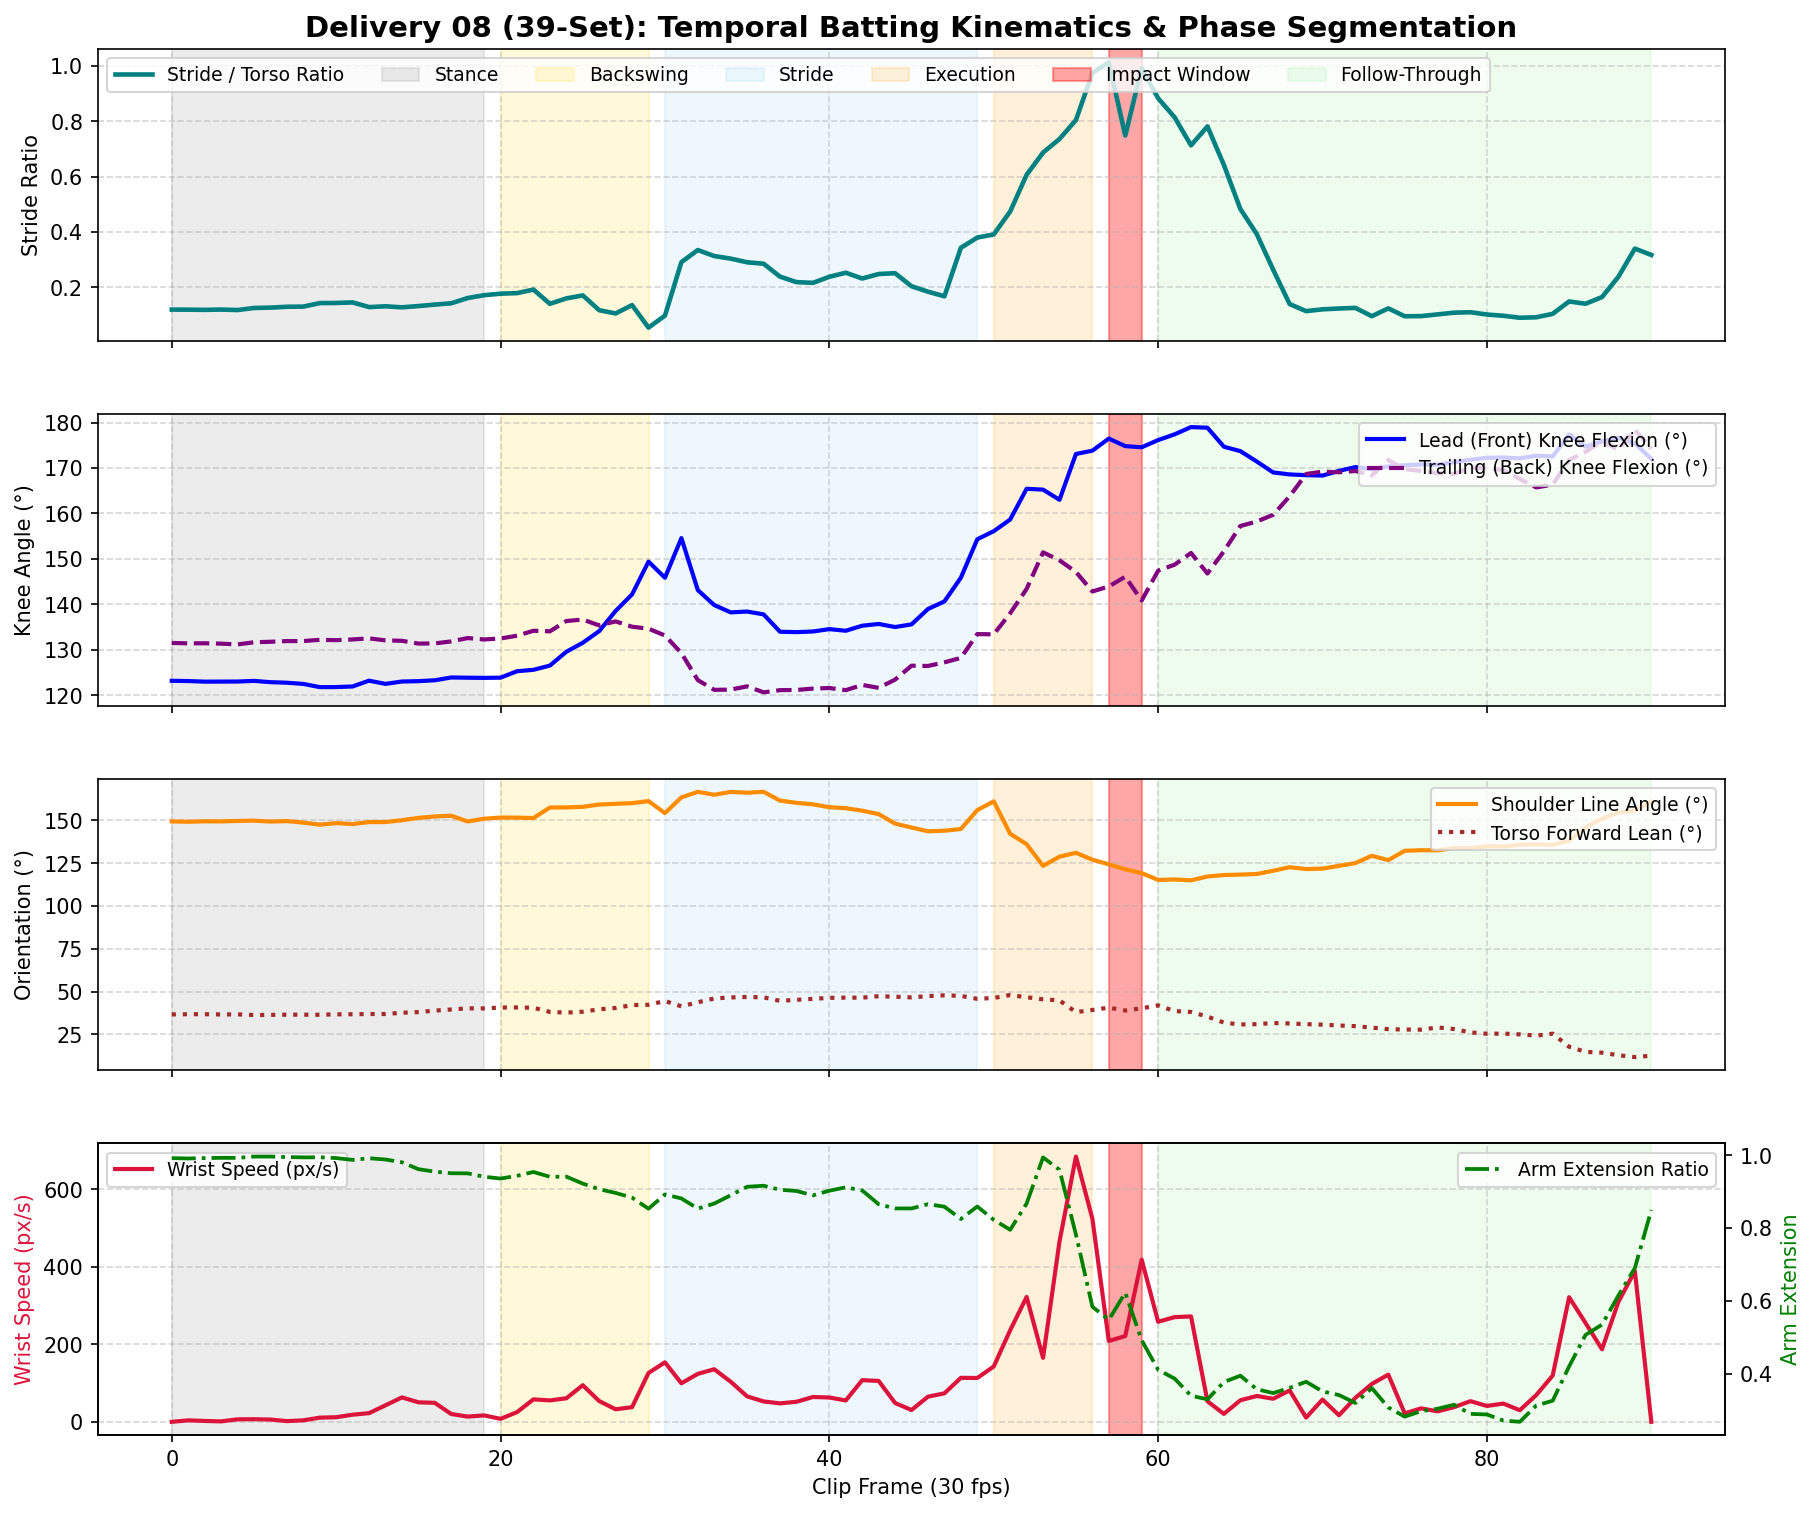 Delivery 08 (39-Set): Temporal Batting Kinematics & Phase Segmentation
Stride / Torso Ratio Stance Backswing Stride Execution Impact Window Follow-Through
Stride Ratio
1.0
0.8
0.6
0.4
0.2
Lead (Front) Knee Flexion (°)
Trailing (Back) Knee Flexion (°)
Knee Angle (°)
180
170
160
150
140
130
120
Shoulder Line Angle (°)
Torso Forward Lean (°)
Orientation (°)
150
125
100
75
50
25
Wrist Speed (px/s)
Arm Extension Ratio
Wrist Speed (px/s)
600
400
200
0
1.0
0.8
0.6
0.4
Arm Extension
0 20 40 60 80
Clip Frame (30 fps)